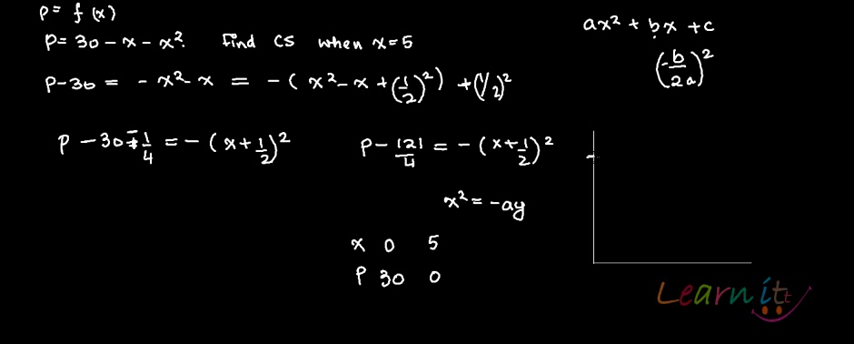 P = f(x)
P = 30 - x - x². Find CS when x = 5
P - 30 = - x² - x = - ( x² - x + (1/2)² ) + (1/2)²
P - 30 - 1/4 = - (x + 1/2)²
P - 121/4 = - (x + 1/2)²
x² = -ay
x 0 5
P 30 0
ax² + bx + c
(-b/2a)²
Learn it